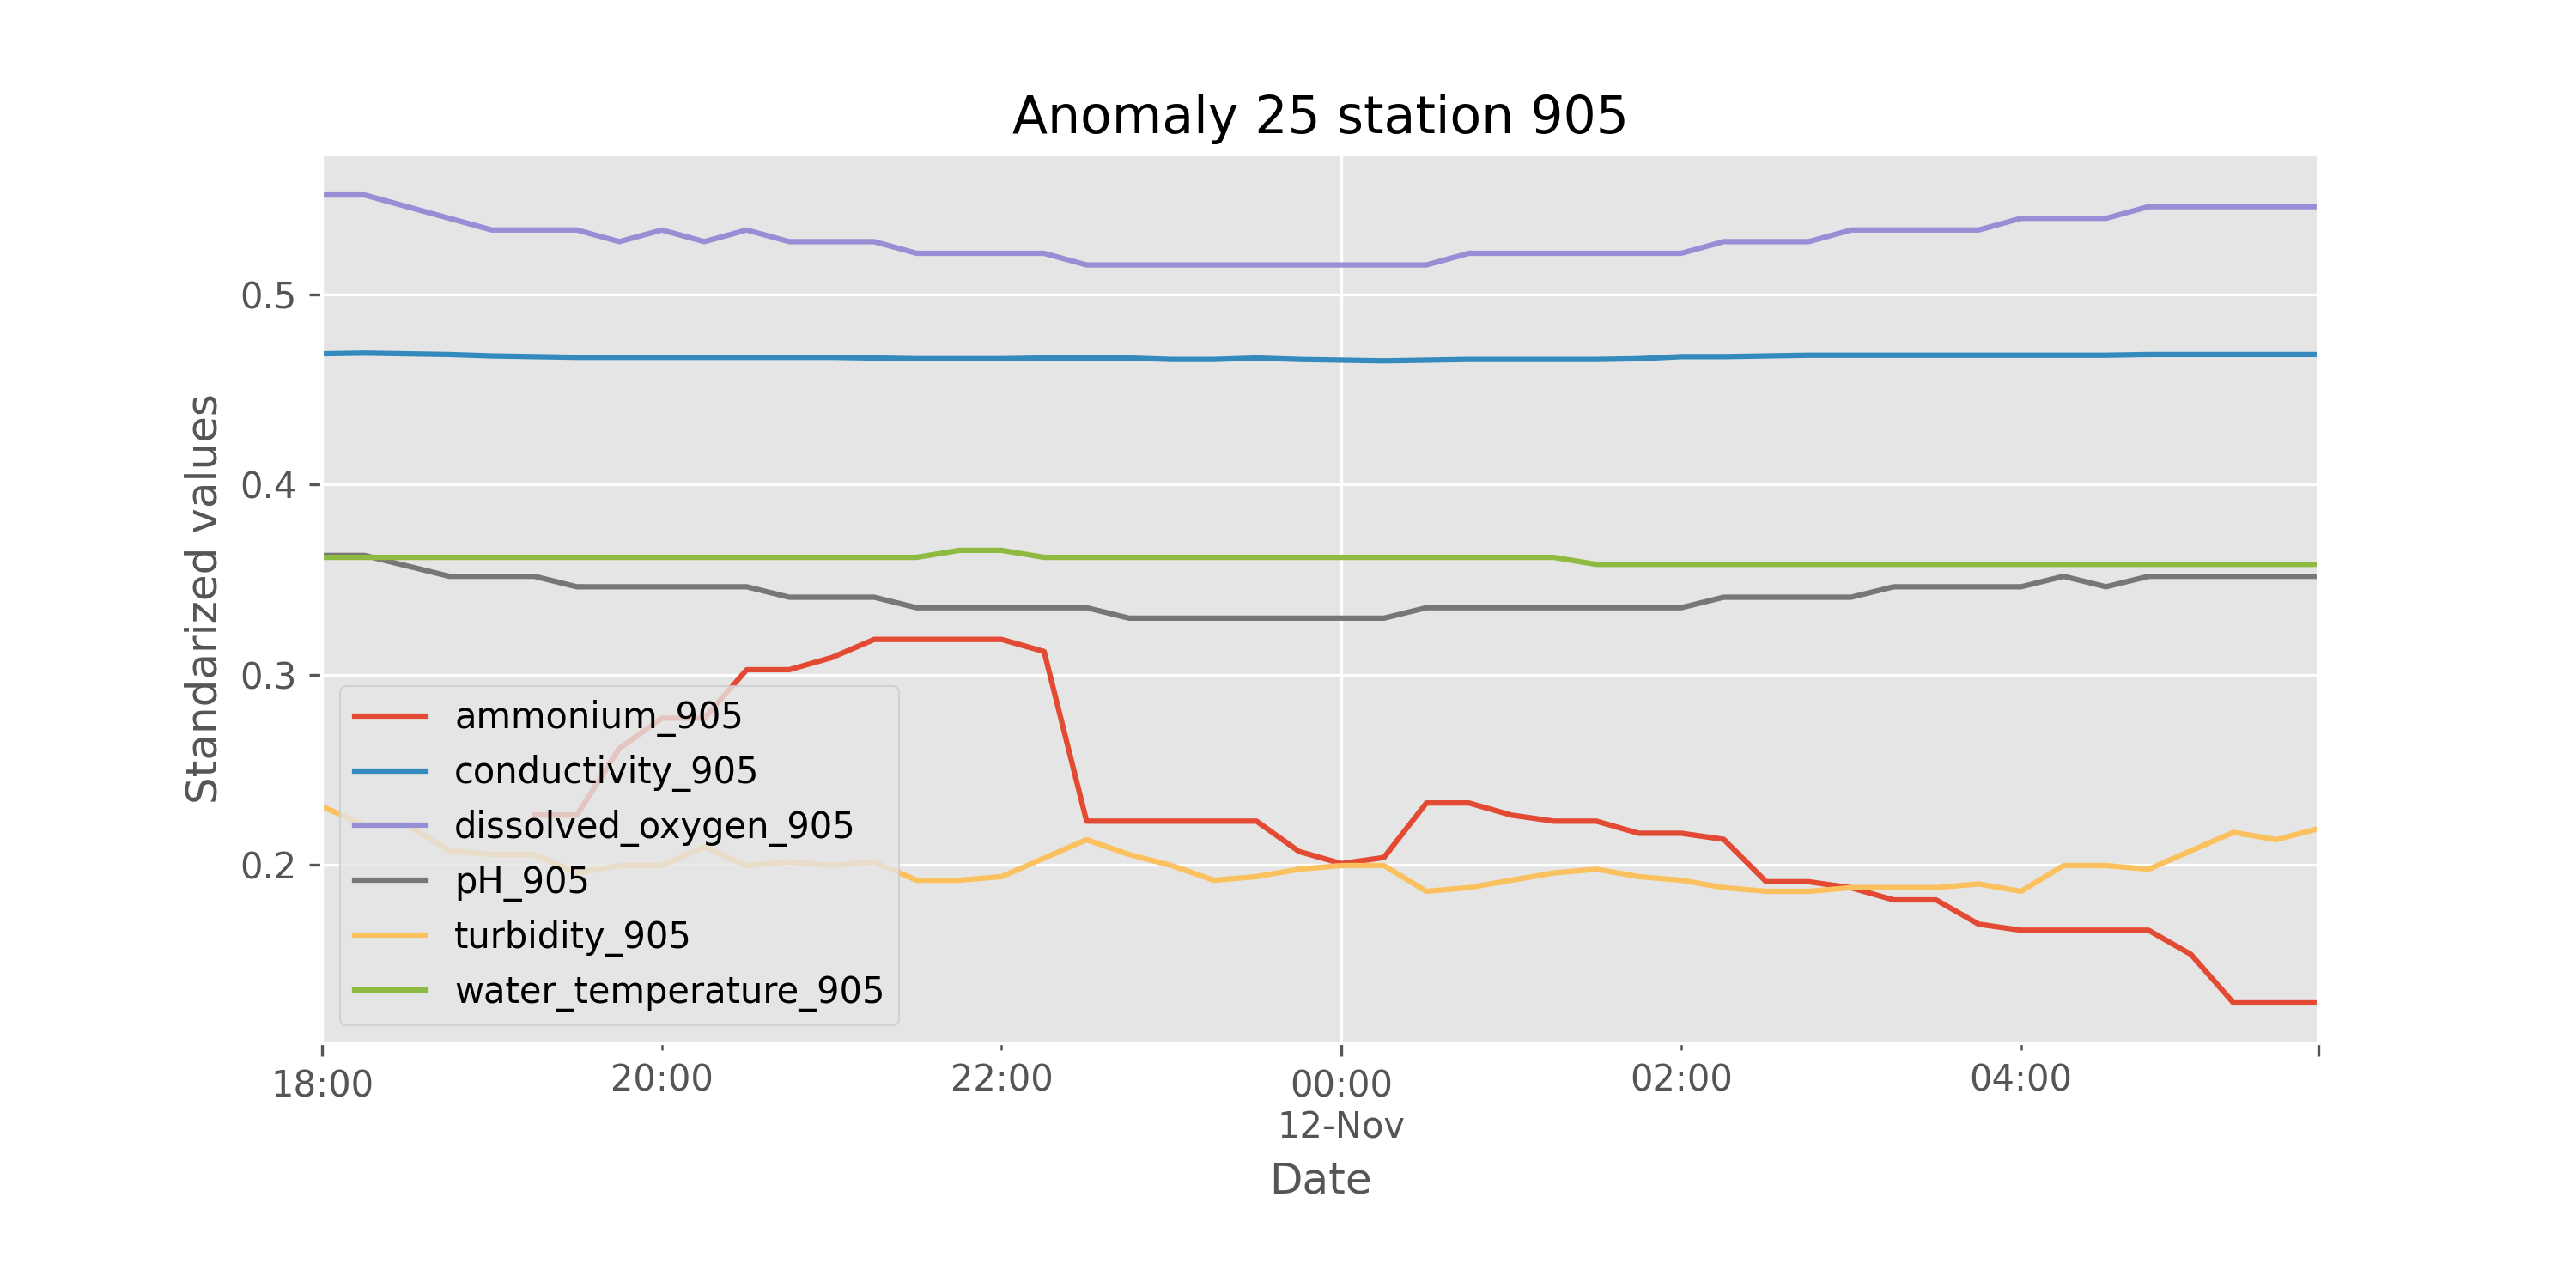 Anomaly 25 station 905
Standarized values
0.5
0.4
0.3
0.2
ammonium_905
conductivity_905
dissolved_oxygen_905
pH_905
turbidity_905
water_temperature_905
18:00 20:00 22:00 00:00 02:00 04:00
12-Nov
Date